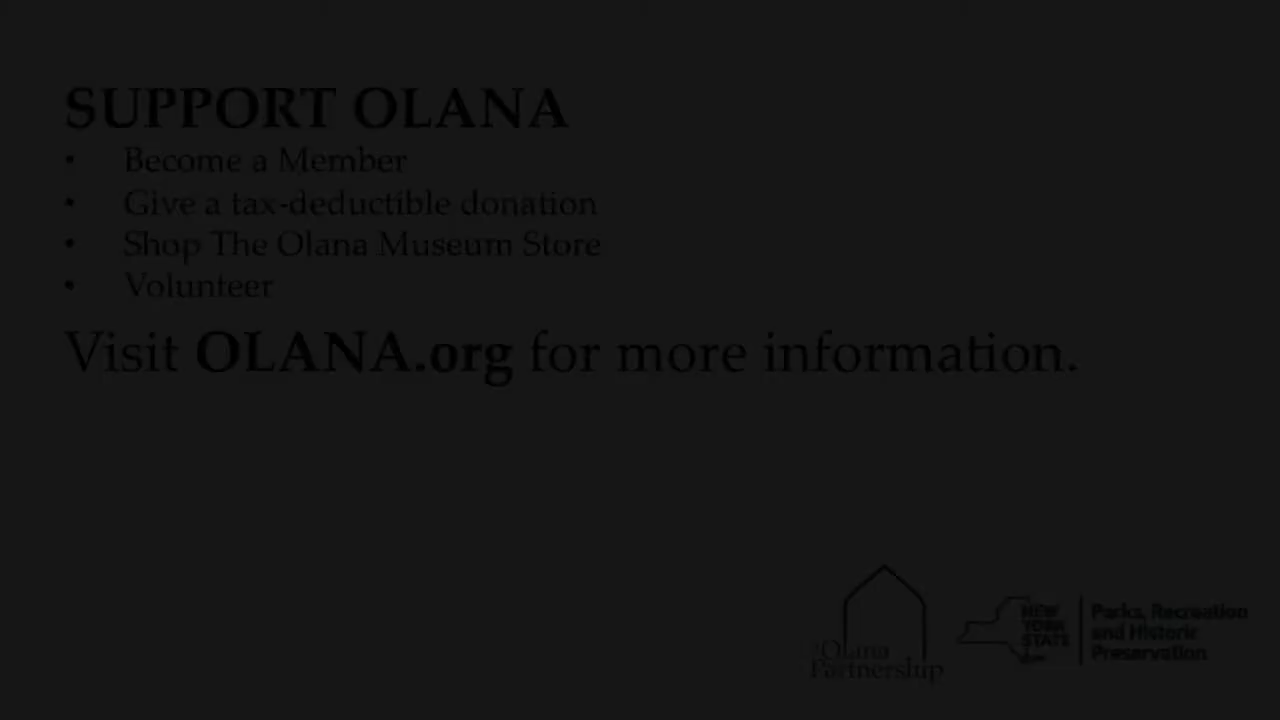 SUPPORT OLANA
• Become a Member
• Give a tax-deductible donation
• Shop The Olana Museum Store
• Volunteer
Visit OLANA.org for more information.
Olana
Partnership
NEW
YORK
STATE
Parks, Recreation
and Historic
Preservation